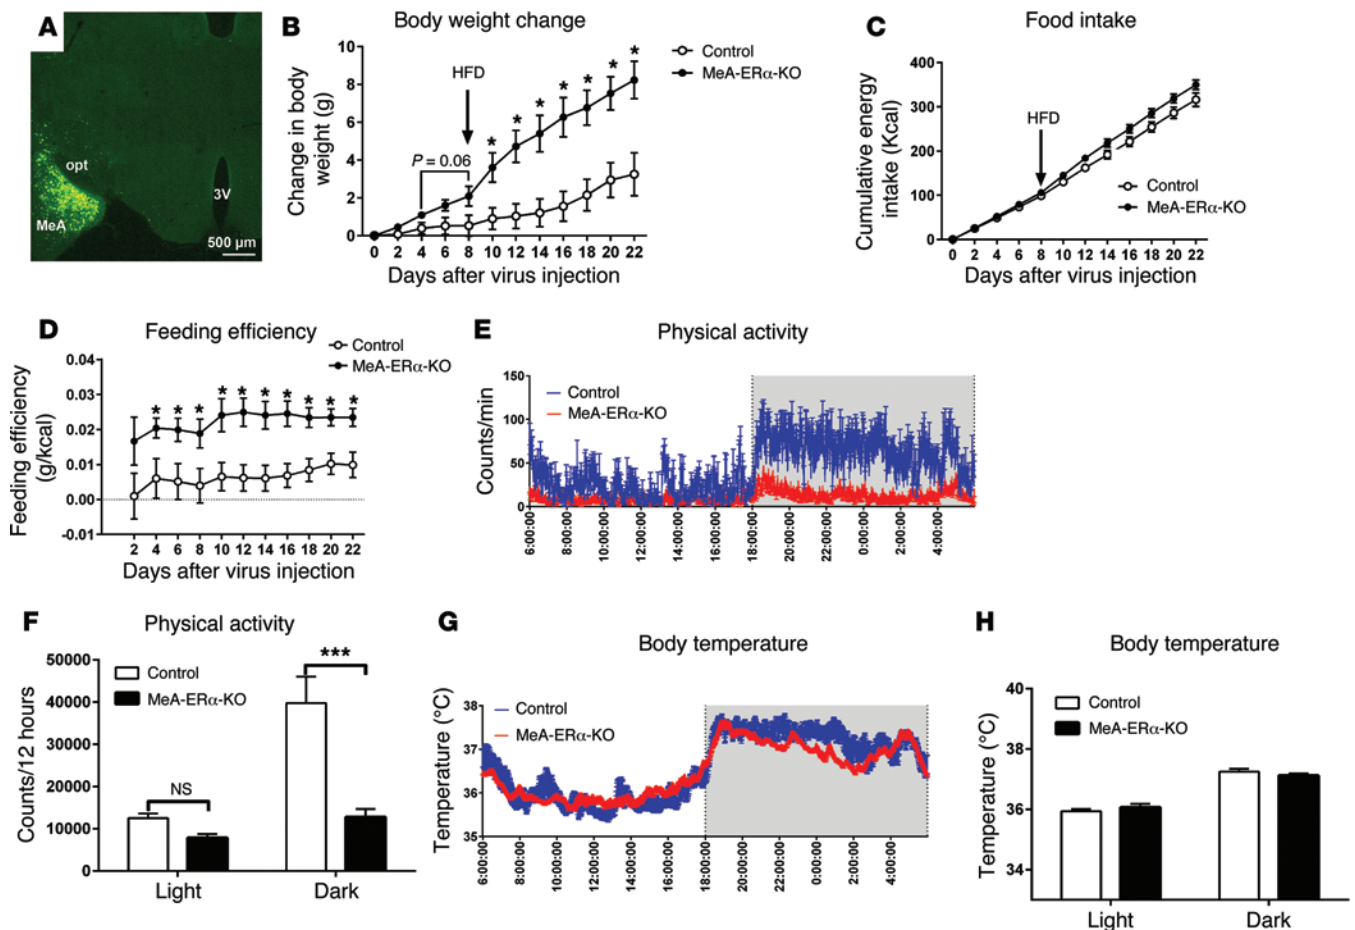 A
opt
MeA
3V
500 µm
B
Body weight change
Change in body
weight (g)
10
8
6
4
2
0
HFD
P = 0.06
* * * * * * *
Control
MeA-ERα-KO
0 2 4 6 8 10 12 14 16 18 20 22
Days after virus injection
C
Food intake
Cumulative energy
intake (Kcal)
400
300
200
100
0
HFD
Control
MeA-ERα-KO
0 2 4 6 8 10 12 14 16 18 20 22
Days after virus injection
D
Feeding efficiency
Feeding efficiency
(g/kcal)
Control
MeA-ERα-KO
0.04
0.03
0.02
0.01
0.00
-0.01
* * * * * * * * * *
2 4 6 8 10 12 14 16 18 20 22
Days after virus injection
E
Physical activity
Counts/min
150
100
50
0
Control
MeA-ERα-KO
6:00:00
8:00:00
10:00:00
12:00:00
14:00:00
16:00:00
18:00:00
20:00:00
22:00:00
0:00:00
2:00:00
4:00:00
F
Physical activity
Counts/12 hours
50000
40000
30000
20000
10000
0
Control
MeA-ERα-KO
NS
***
Light Dark
G
Body temperature
Temperature (°C)
38
37
36
35
Control
MeA-ERα-KO
6:00:00
8:00:00
10:00:00
12:00:00
14:00:00
16:00:00
18:00:00
20:00:00
22:00:00
0:00:00
2:00:00
4:00:00
H
Body temperature
Temperature (°C)
40
38
36
34
Control
MeA-ERα-KO
Light Dark